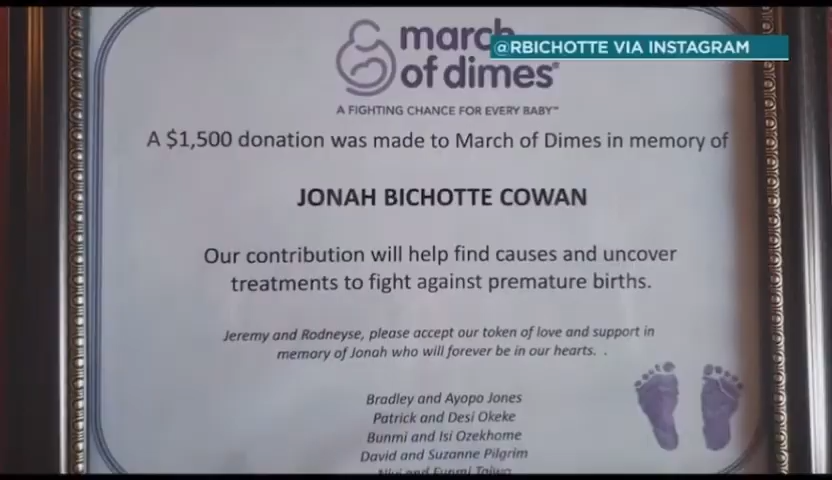 @RBICHOTTE VIA INSTAGRAM
march
of dimes®
A FIGHTING CHANCE FOR EVERY BABY™
A $1,500 donation was made to March of Dimes in memory of
JONAH BICHOTTE COWAN
Our contribution will help find causes and uncover
treatments to fight against premature births.
Jeremy and Rodneyse, please accept our token of love and support in
memory of Jonah who will forever be in our hearts. .
Bradley and Ayopo Jones
Patrick and Desi Okeke
Bunmi and Isi Ozekhome
David and Suzanne Pilgrim
and Funmi Taiwo